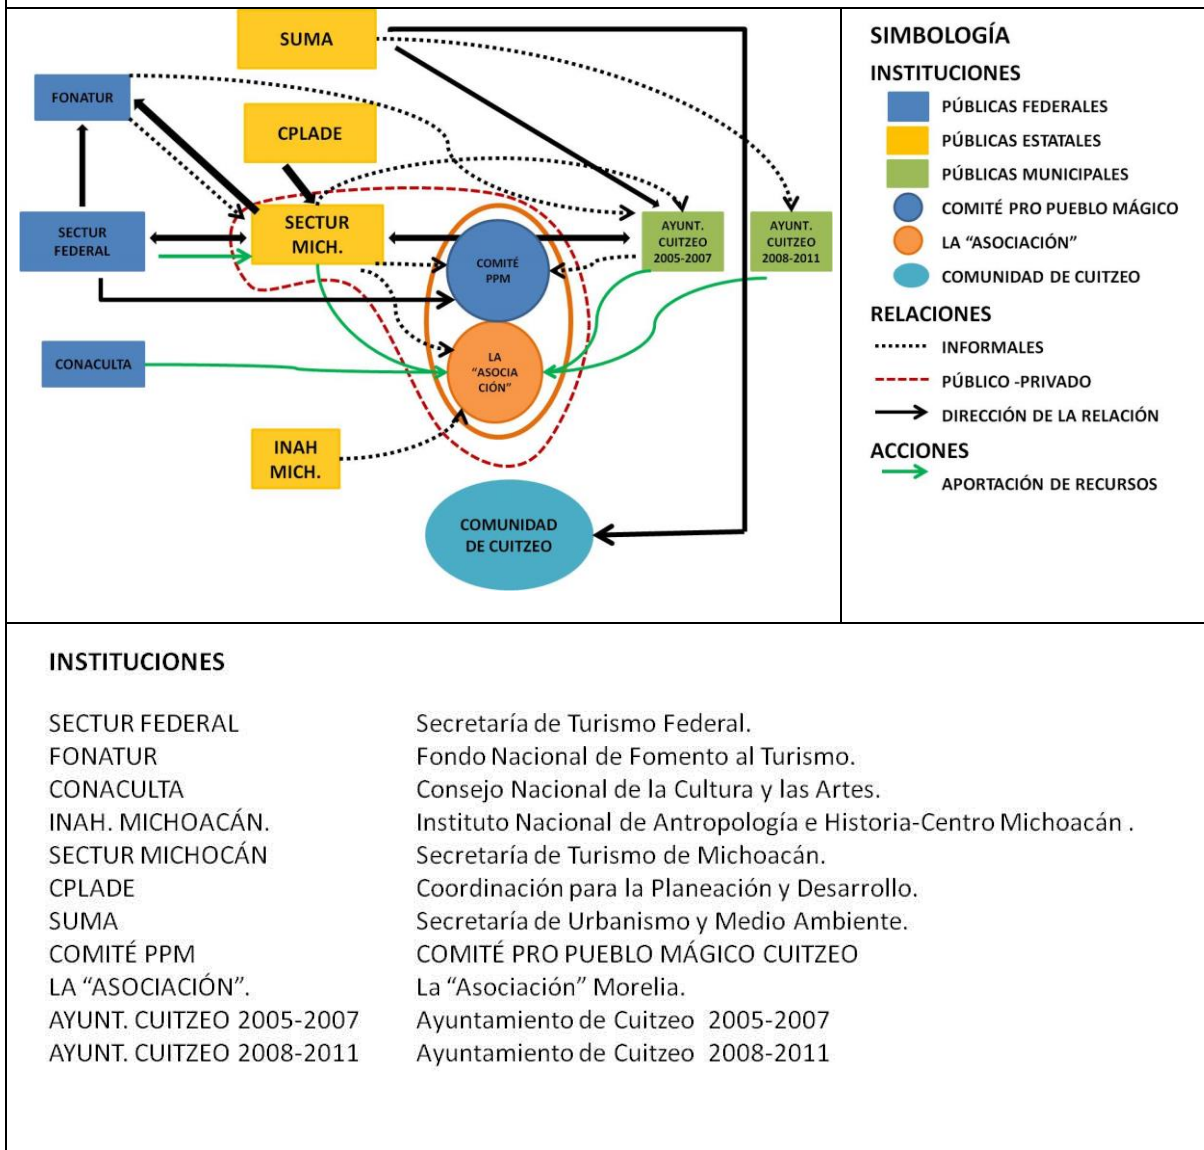 SUMA
FONATUR
CPLADE
SECTUR
FEDERAL
SECTUR
MICH.
COMITÉ
PPM
AYUNT.
CUITZEO
2005-2007
AYUNT.
CUITZEO
2008-2011
CONACULTA
LA
“ASOCIA
CIÓN”
INAH
MICH.
COMUNIDAD
DE CUITZEO
SIMBOLOGÍA
INSTITUCIONES
PÚBLICAS FEDERALES
PÚBLICAS ESTATALES
PÚBLICAS MUNICIPALES
COMITÉ PRO PUEBLO MÁGICO
LA “ASOCIACIÓN”
COMUNIDAD DE CUITZEO
RELACIONES
INFORMALES
PÚBLICO -PRIVADO
DIRECCIÓN DE LA RELACIÓN
ACCIONES
APORTACIÓN DE RECURSOS
INSTITUCIONES
SECTUR FEDERAL Secretaría de Turismo Federal.
FONATUR Fondo Nacional de Fomento al Turismo.
CONACULTA Consejo Nacional de la Cultura y las Artes.
INAH. MICHOACÁN. Instituto Nacional de Antropología e Historia-Centro Michoacán .
SECTUR MICHOCÁN Secretaría de Turismo de Michoacán.
CPLADE Coordinación para la Planeación y Desarrollo.
SUMA Secretaría de Urbanismo y Medio Ambiente.
COMITÉ PPM COMITÉ PRO PUEBLO MÁGICO CUITZEO
LA “ASOCIACIÓN”. La “Asociación” Morelia.
AYUNT. CUITZEO 2005-2007 Ayuntamiento de Cuitzeo 2005-2007
AYUNT. CUITZEO 2008-2011 Ayuntamiento de Cuitzeo 2008-2011